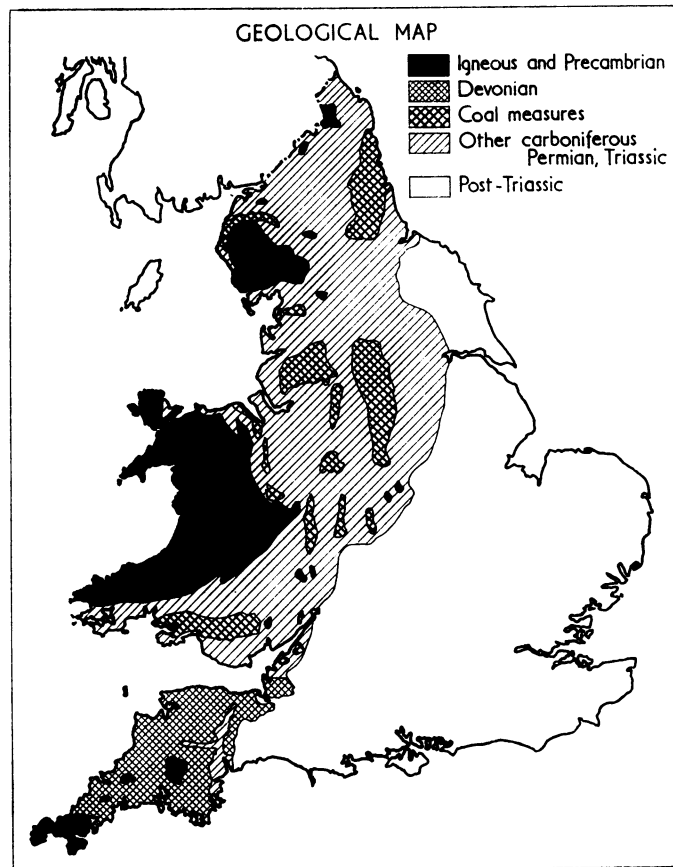 GEOLOGICAL MAP
Igneous and Precambrian
Devonian
Coal measures
Other carboniferous
Permian, Triassic
Post-Triassic